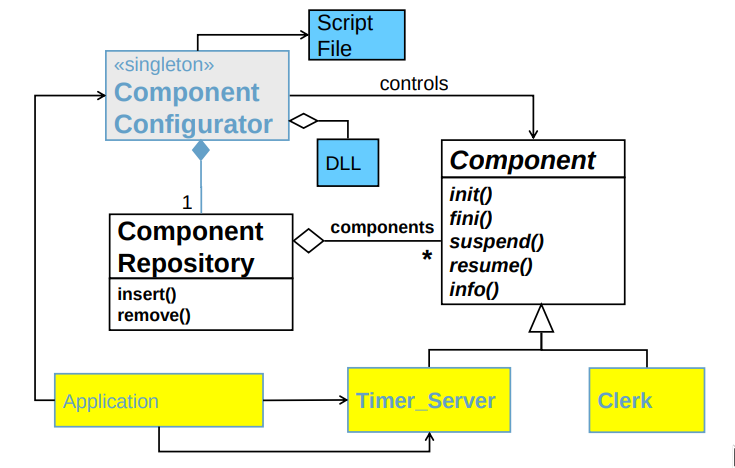 Script
File
«singleton»
Component
Configurator
controls
DLL
Component
init()
fini()
suspend()
resume()
info()
1
Component
Repository
insert()
remove()
components
*
Application
Timer_Server
Clerk